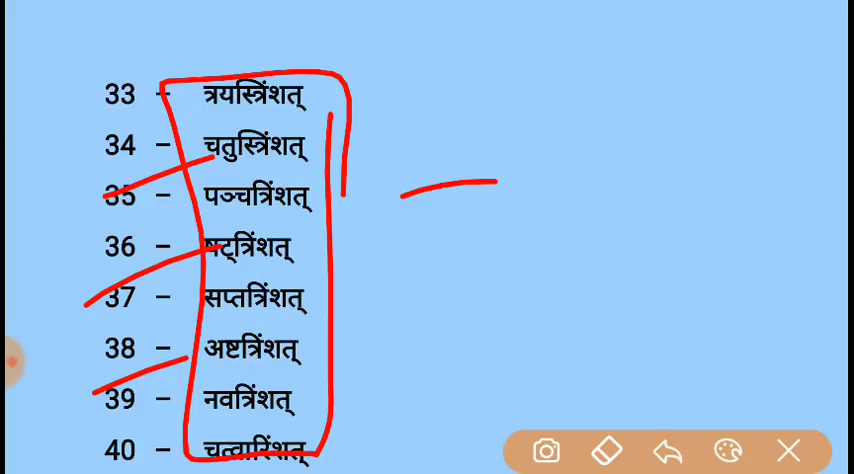 33 – त्रयस्त्रिंशत्
34 – चतुस्त्रिंशत्
35 – पञ्चत्रिंशत्
36 – षट्त्रिंशत्
37 – सप्तत्रिंशत्
38 – अष्टत्रिंशत्
39 – नवत्रिंशत्
40 – चत्वारिंशत्